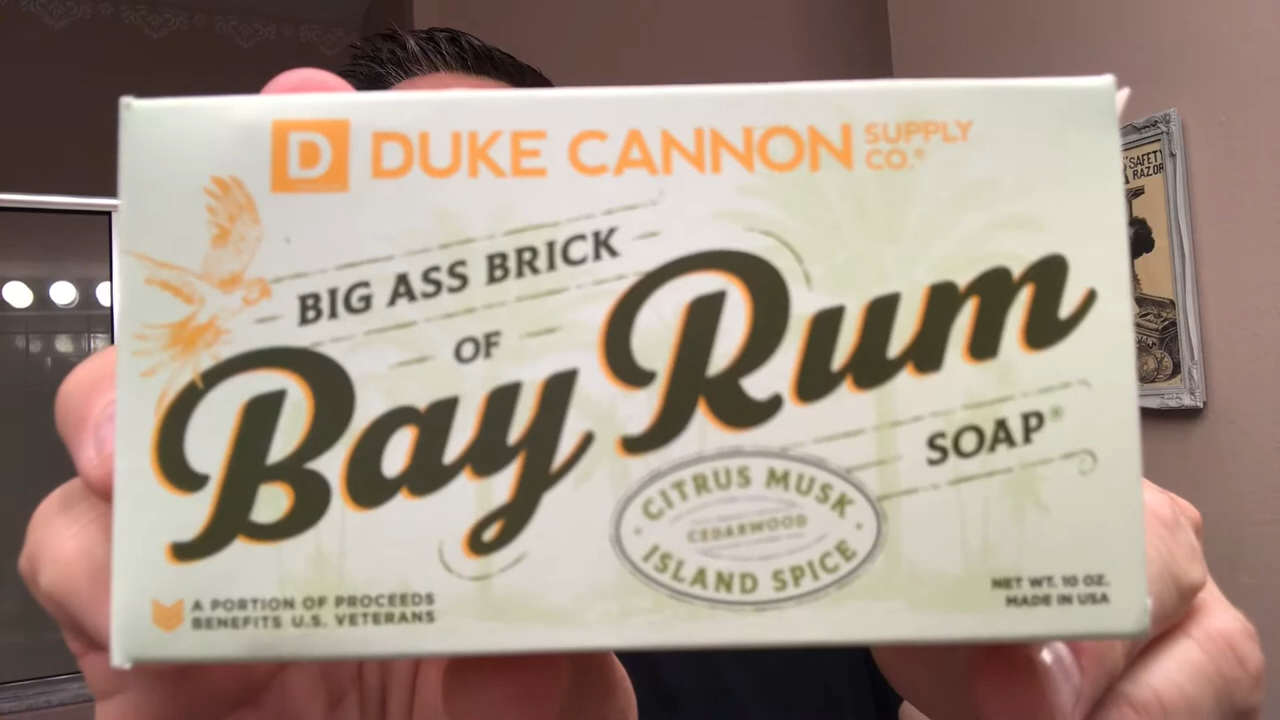 D DUKE CANNON SUPPLY CO.®
BIG ASS BRICK
OF
Bay Rum
SOAP®
CITRUS MUSK
CEDARWOOD
ISLAND SPICE
A PORTION OF PROCEEDS
BENEFITS U.S. VETERANS
NET WT. 10 OZ.
MADE IN USA
SAFETY
RAZOR